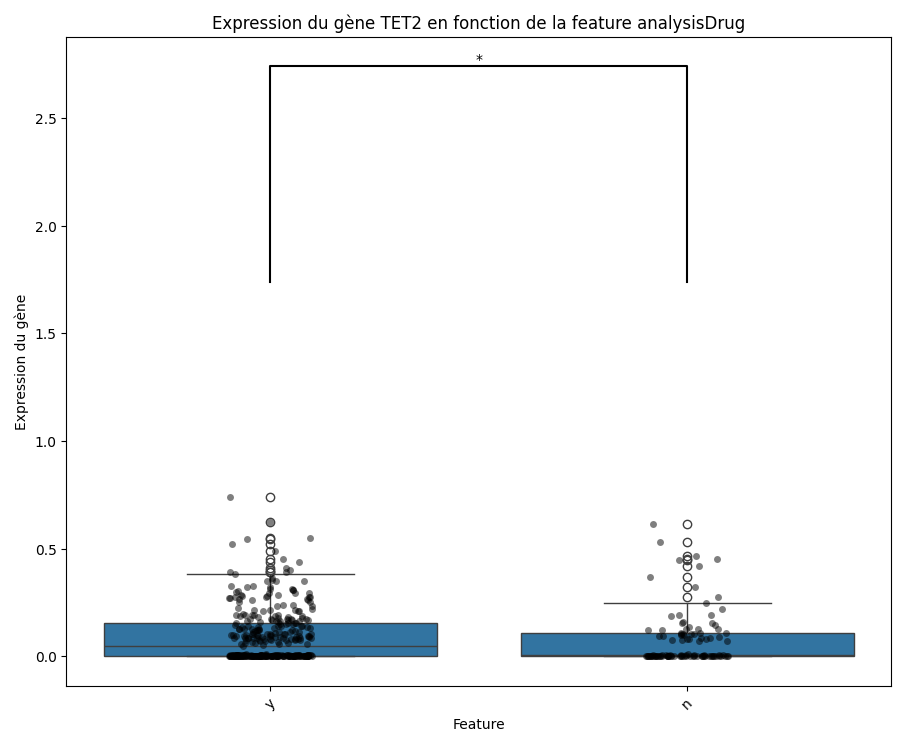 Expression du gène TET2 en fonction de la feature analysisDrug
*
2.5
2.0
1.5
1.0
0.5
0.0
Expression du gène
y
n
Feature